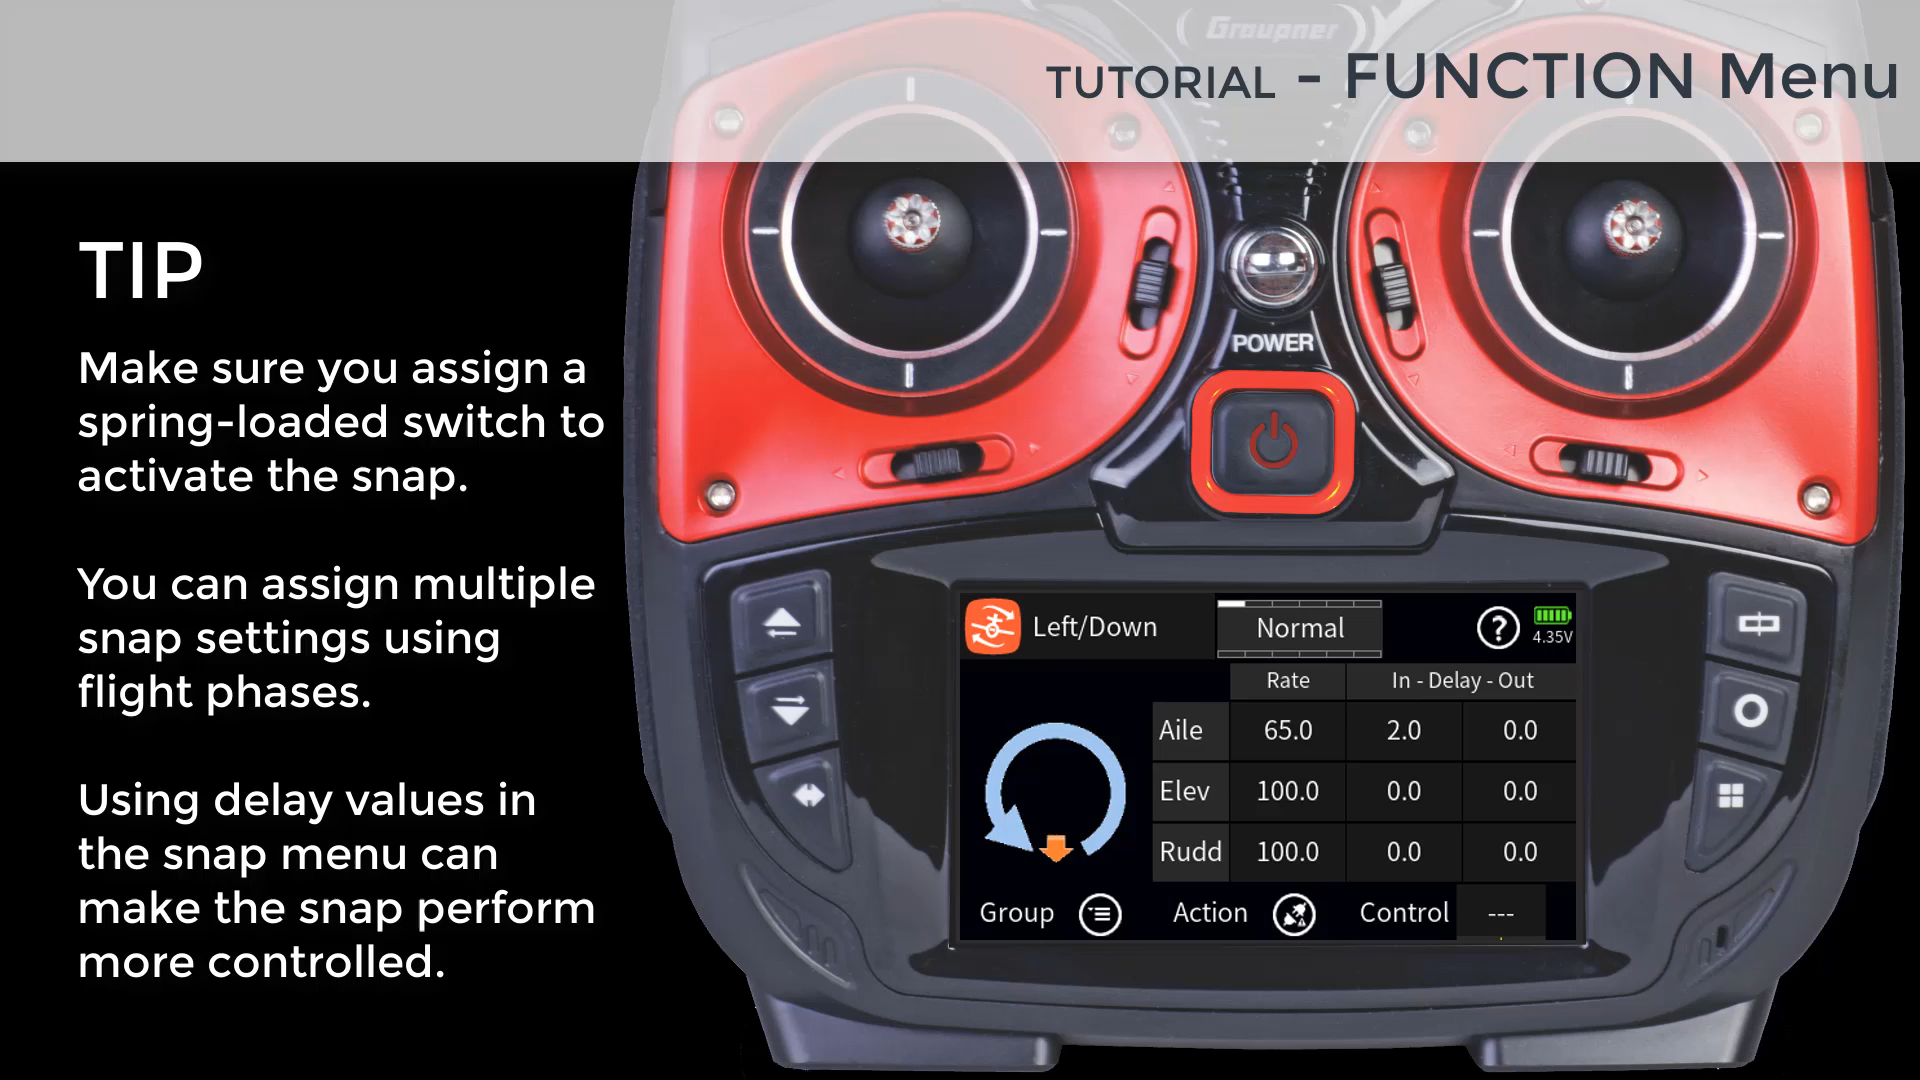 Graupner
TUTORIAL - FUNCTION Menu
TIP
Make sure you assign a
spring-loaded switch to
activate the snap.
You can assign multiple
snap settings using
flight phases.
Using delay values in
the snap menu can
make the snap perform
more controlled.
POWER
Left/Down
Normal
?
4.35V
Rate In - Delay - Out
Aile 65.0 2.0 0.0
Elev 100.0 0.0 0.0
Rudd 100.0 0.0 0.0
Group Action Control ---